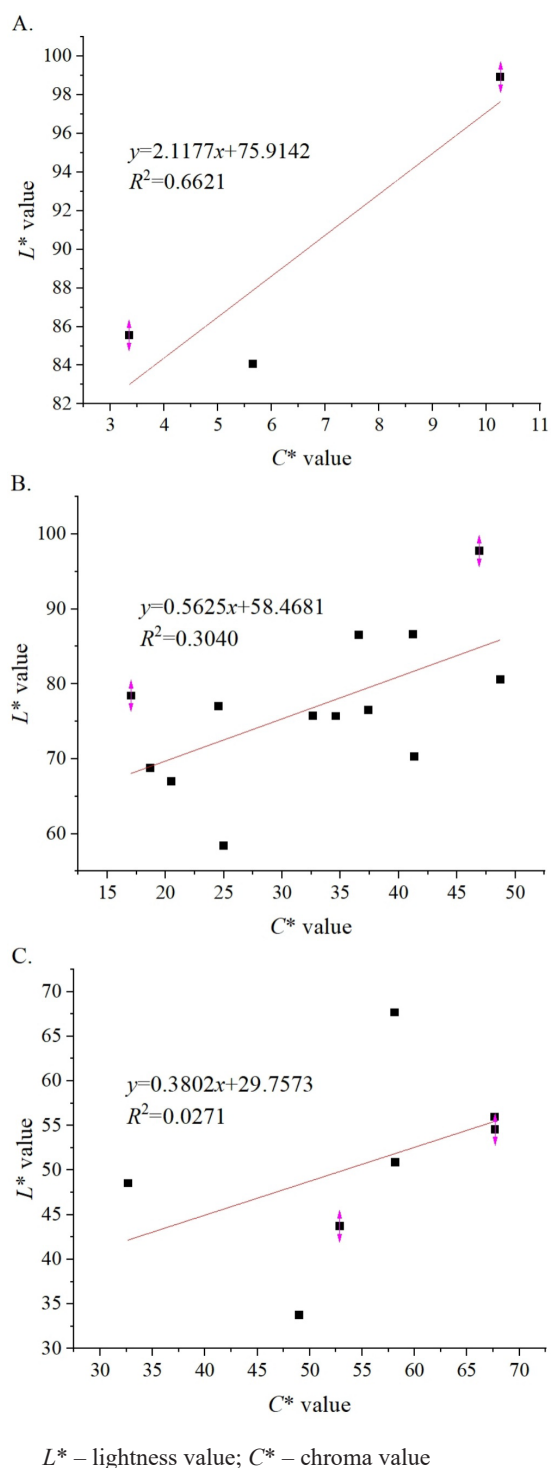 A.
100
98
96
94
92
90
88
86
84
82
L* value
y=2.1177x+75.9142
R²=0.6621
3 4 5 6 7 8 9 10 11
C* value
B.
100
90
80
70
60
L* value
y=0.5625x+58.4681
R²=0.3040
15 20 25 30 35 40 45 50
C* value
C.
70
65
60
55
50
45
40
35
30
L* value
y=0.3802x+29.7573
R²=0.0271
30 35 40 45 50 55 60 65 70
C* value
L* – lightness value; C* – chroma value